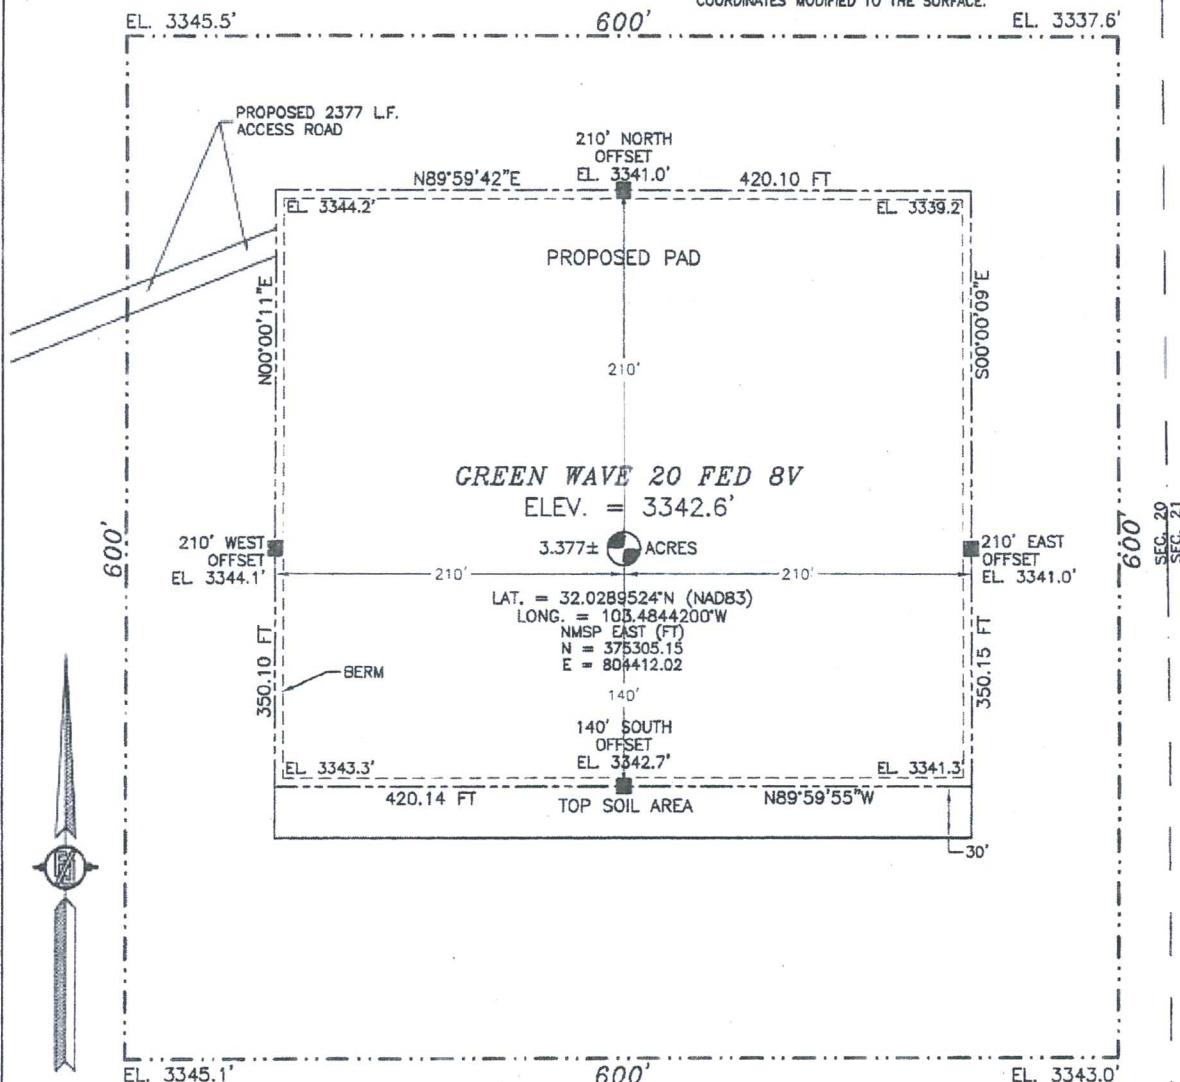 COORDINATES MODIFIED TO THE SURFACE.
EL. 3345.5'
600'
EL. 3337.6'
PROPOSED 2377 L.F.
ACCESS ROAD
210' NORTH
OFFSET
EL. 3341.0'
N89°59'42"E
420.10 FT
EL. 3344.2'
EL. 3339.2'
PROPOSED PAD
N00°00'11"E
S00°00'09"E
210'
GREEN WAVE 20 FED 8V
ELEV. = 3342.6'
600'
210' WEST
OFFSET
EL. 3344.1'
3.377± ACRES
210' EAST
OFFSET
EL. 3341.0'
600'
SEC. 20
SEC. 21
210'
210'
LAT. = 32.0289524°N (NAD83)
LONG. = 103.4844200°W
NMSP EAST (FT)
N = 375305.15
E = 804412.02
350.10 FT
BERM
350.15 FT
140'
140' SOUTH
OFFSET
EL. 3342.7'
EL. 3343.3'
EL. 3341.3'
420.14 FT
TOP SOIL AREA
N89°59'55"W
30'
EL. 3345.1'
600'
EL. 3343.0'